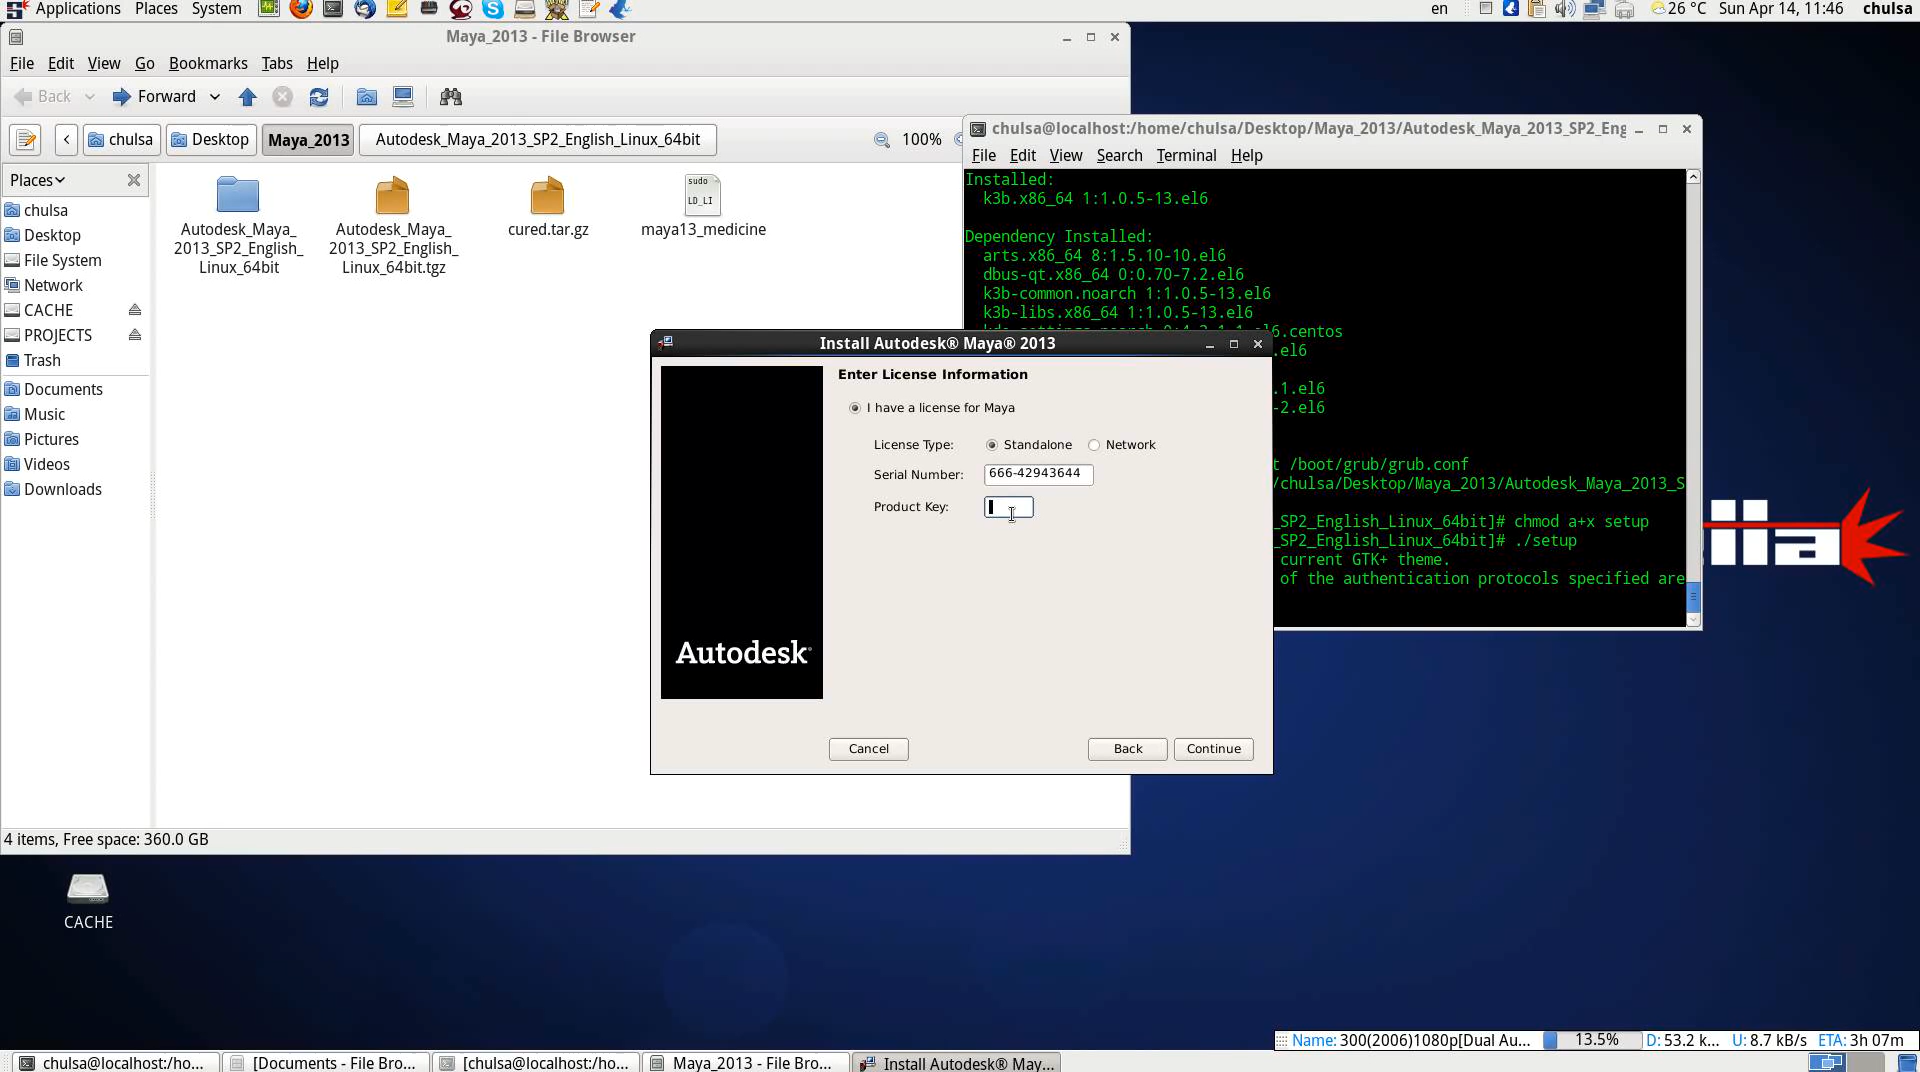 Applications Places System
en 26 °C Sun Apr 14, 11:46 chulsa
Maya_2013 - File Browser
File Edit View Go Bookmarks Tabs Help
Back Forward
chulsa Desktop Maya_2013 Autodesk_Maya_2013_SP2_English_Linux_64bit 100%
Places
chulsa
Desktop
File System
Network
CACHE
PROJECTS
Trash
Documents
Music
Pictures
Videos
Downloads
Autodesk_Maya_
2013_SP2_English_
Linux_64bit
Autodesk_Maya_
2013_SP2_English_
Linux_64bit.tgz
cured.tar.gz
sudo
LD_LI
maya13_medicine
4 items, Free space: 360.0 GB
chulsa@localhost:/home/chulsa/Desktop/Maya_2013/Autodesk_Maya_2013_SP2_Eng
File Edit View Search Terminal Help
Installed:
k3b.x86_64 1:1.0.5-13.el6
Dependency Installed:
arts.x86_64 8:1.5.10-10.el6
dbus-qt.x86_64 0:0.70-7.2.el6
k3b-common.noarch 1:1.0.5-13.el6
k3b-libs.x86_64 1:1.0.5-13.el6
l6.centos
.el6
.1.el6
-2.el6
t /boot/grub/grub.conf
/chulsa/Desktop/Maya_2013/Autodesk_Maya_2013_S
_SP2_English_Linux_64bit]# chmod a+x setup
_SP2_English_Linux_64bit]# ./setup
current GTK+ theme.
of the authentication protocols specified are
Install Autodesk® Maya® 2013
Enter License Information
I have a license for Maya
License Type: Standalone Network
Serial Number: 666-42943644
Product Key:
Autodesk
Cancel Back Continue
CACHE
Name: 300(2006)1080p[Dual Au... 13.5% D: 53.2 k... U: 8.7 kB/s ETA: 3h 07m
chulsa@localhost:/ho... [Documents - File Bro... [chulsa@localhost:/ho... Maya_2013 - File Bro... Install Autodesk® May...